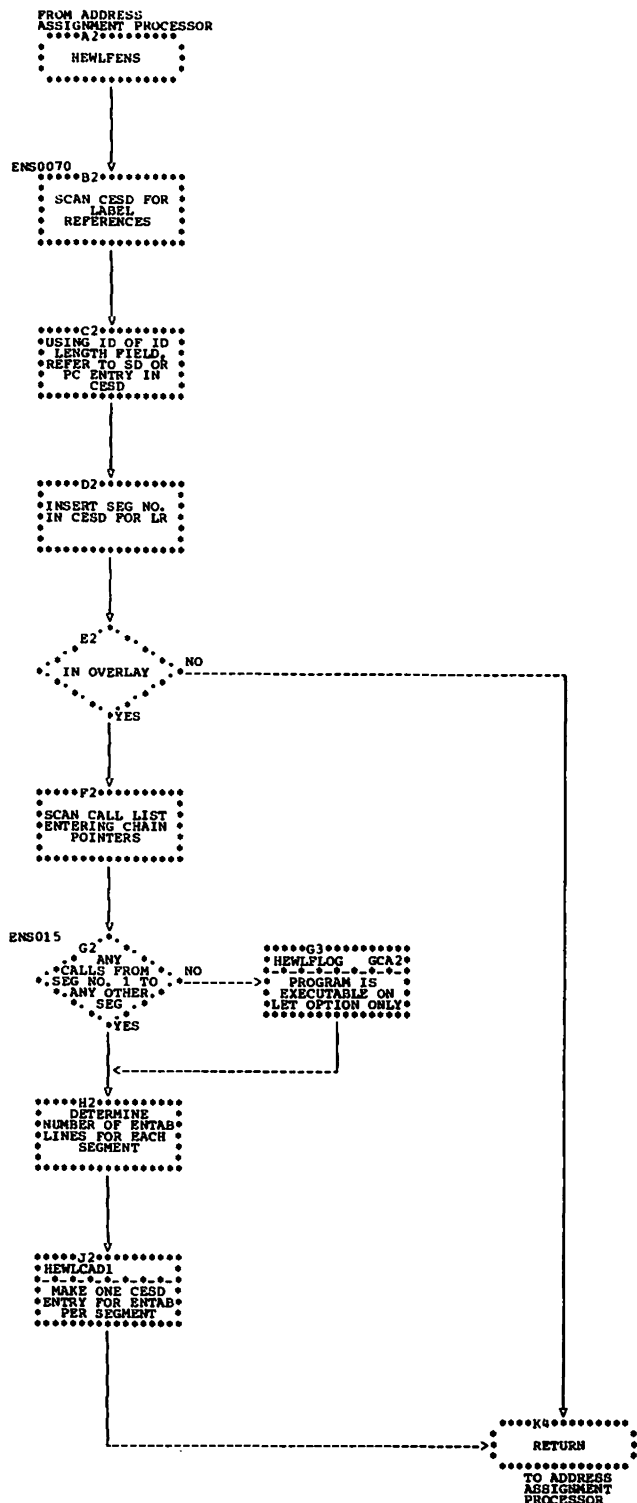 FROM ADDRESS
ASSIGNMENT PROCESSOR
A2
HEWLFENS
ENS0070
B2
SCAN CESD FOR
LABEL
REFERENCES
C2
USING ID OF ID
LENGTH FIELD,
REFER TO SD OR
PC ENTRY IN
CESD
D2
INSERT SEG NO.
IN CESD FOR LR
E2
IN OVERLAY
NO
YES
F2
SCAN CALL LIST
ENTERING CHAIN
POINTERS
ENS015
G2
ANY
CALLS FROM
SEG NO. 1 TO
ANY OTHER
SEG
NO
YES
G3
HEWLFLOG GCA2
PROGRAM IS
EXECUTABLE ON
LET OPTION ONLY
H2
DETERMINE
NUMBER OF ENTAB
LINES FOR EACH
SEGMENT
J2
HEWLCAD1
MAKE ONE CESD
ENTRY FOR ENTAB
PER SEGMENT
K4
RETURN
TO ADDRESS
ASSIGNMENT
PROCESSOR